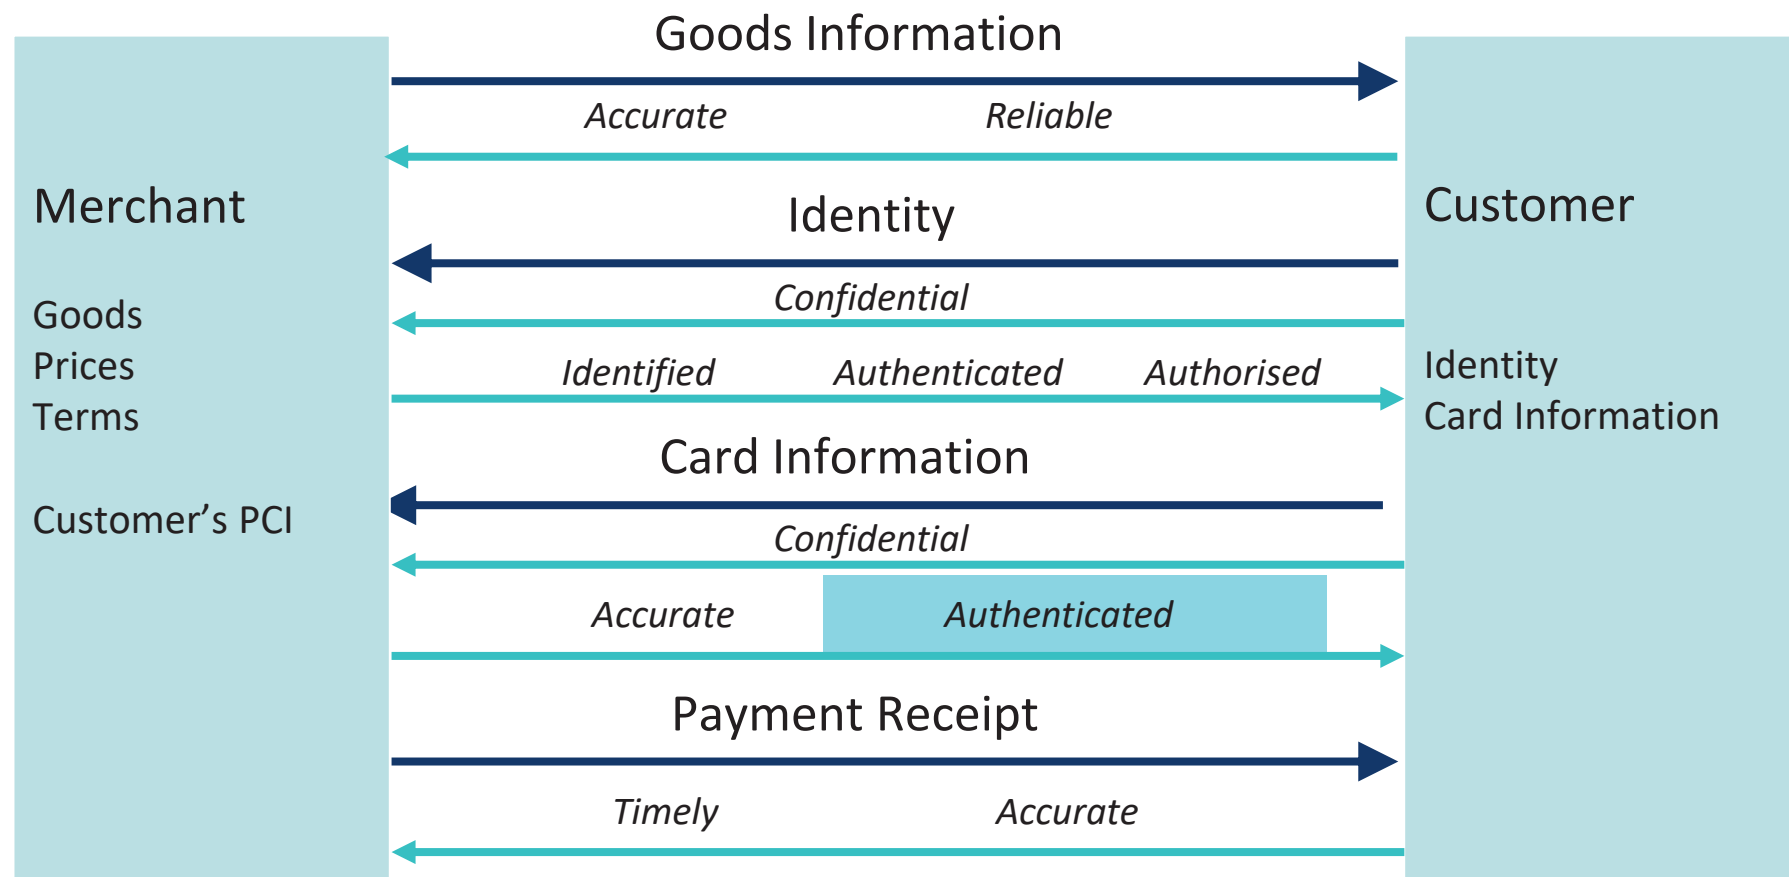 Goods Information
Accurate Reliable
Merchant
Identity
Customer
Confidential
Goods
Prices
Terms
Identified Authenticated Authorised
Identity
Card Information
Card Information
Customer’s PCI
Confidential
Accurate Authenticated
Payment Receipt
Timely Accurate